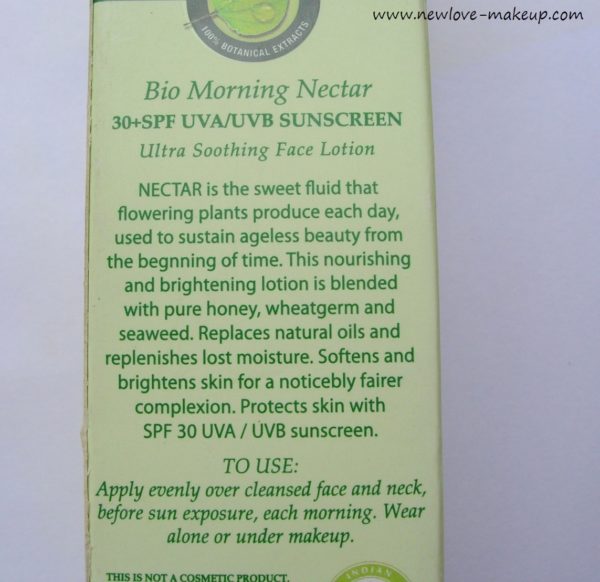 www.newlove-makeup.com
100% BOTANICAL EXTRACTS
Bio Morning Nectar
30+SPF UVA/UVB SUNSCREEN
Ultra Soothing Face Lotion
NECTAR is the sweet fluid that
flowering plants produce each day,
used to sustain ageless beauty from
the begnning of time. This nourishing
and brightening lotion is blended
with pure honey, wheatgerm and
seaweed. Replaces natural oils and
replenishes lost moisture. Softens and
brightens skin for a noticebly fairer
complexion. Protects skin with
SPF 30 UVA / UVB sunscreen.
TO USE:
Apply evenly over cleansed face and neck,
before sun exposure, each morning. Wear
alone or under makeup.
THIS IS NOT A COSMETIC PRODUCT.
INDIAN